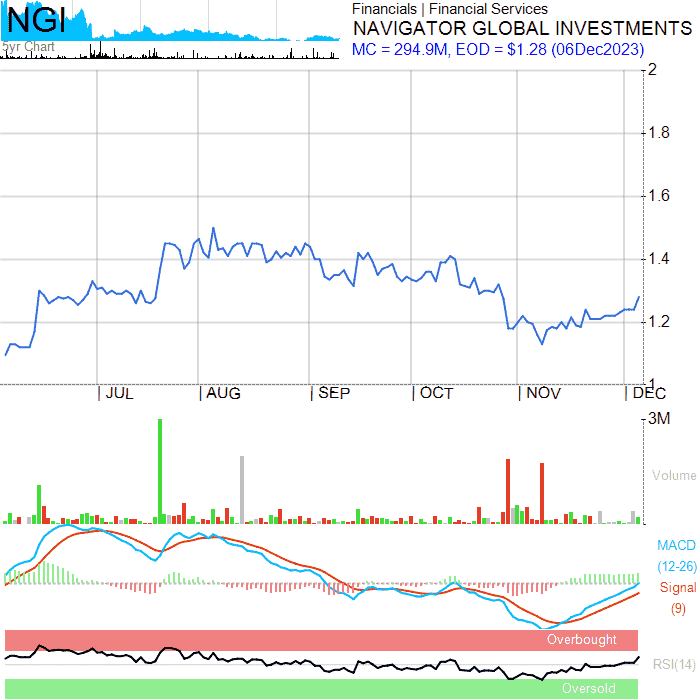 NGI
5yr Chart
Financials | Financial Services
NAVIGATOR GLOBAL INVESTMENTS
MC = 294.9M, EOD = $1.28 (06Dec2023)
2
1.8
1.6
1.4
1.2
1
| JUL | AUG | SEP | OCT | NOV | DEC
3M
Volume
MACD
(12-26)
Signal
(9)
Overbought
RSI(14)
Oversold